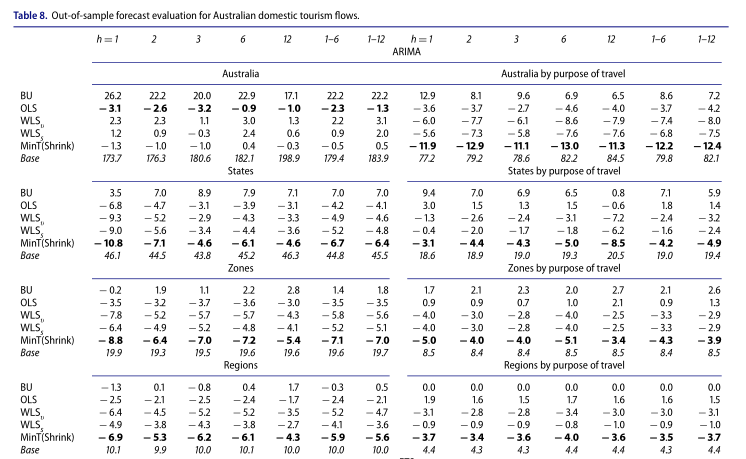 Table 8. Out-of-sample forecast evaluation for Australian domestic tourism flows.
h = 1 2 3 6 12 1–6 1–12 h = 1 2 3 6 12 1–6 1–12
ARIMA
Australia Australia by purpose of travel
BU 26.2 22.2 20.0 22.9 17.1 22.2 22.2 12.9 8.1 9.6 6.9 6.5 8.6 7.2
OLS −3.1 −2.6 −3.2 −0.9 −1.0 −2.3 −1.3 −3.6 −3.7 −2.7 −4.6 −4.0 −3.7 −4.2
WLSυ 2.3 2.3 1.1 3.0 1.3 2.2 3.1 −6.0 −7.7 −6.1 −8.6 −7.9 −7.4 −8.0
WLSs 1.2 0.9 −0.3 2.4 0.6 0.9 2.0 −5.6 −7.3 −5.8 −7.6 −7.6 −6.8 −7.5
MinT(Shrink) −1.3 −1.0 −1.0 0.4 −0.3 −0.5 0.5 −11.9 −12.9 −11.1 −13.0 −11.3 −12.2 −12.4
Base 173.7 176.3 180.6 182.1 198.9 179.4 183.9 77.2 79.2 78.6 82.2 84.5 79.8 82.1
States States by purpose of travel
BU 3.5 7.0 8.9 7.9 7.1 7.0 7.0 9.4 7.0 6.9 6.5 0.8 7.1 5.9
OLS −6.8 −4.7 −3.1 −3.9 −3.1 −4.2 −4.1 3.0 1.5 1.3 1.5 −0.6 1.8 1.4
WLSυ −9.3 −5.2 −2.9 −4.3 −3.3 −4.9 −4.6 −1.3 −2.6 −2.4 −3.1 −7.2 −2.4 −3.2
WLSs −9.0 −5.6 −3.4 −4.4 −3.6 −5.2 −4.8 −0.4 −2.0 −1.7 −1.8 −6.2 −1.6 −2.4
MinT(Shrink) −10.8 −7.1 −4.6 −6.1 −4.6 −6.7 −6.4 −3.1 −4.4 −4.3 −5.0 −8.5 −4.2 −4.9
Base 46.1 44.5 43.8 45.2 46.3 44.8 45.5 18.6 18.9 19.0 19.3 20.5 19.0 19.4
Zones Zones by purpose of travel
BU −0.2 1.9 1.1 2.2 2.8 1.4 1.8 1.7 2.1 2.3 2.0 2.7 2.1 2.6
OLS −3.5 −3.2 −3.7 −3.6 −3.0 −3.5 −3.5 0.9 0.9 0.7 1.0 2.1 0.9 1.3
WLSυ −7.8 −5.2 −5.7 −5.7 −4.3 −5.8 −5.6 −4.0 −3.0 −2.8 −4.0 −2.5 −3.3 −2.9
WLSs −6.4 −4.9 −5.2 −4.8 −4.1 −5.2 −5.1 −4.0 −3.0 −2.8 −4.0 −2.5 −3.3 −2.9
MinT(Shrink) −8.8 −6.4 −7.0 −7.2 −5.4 −7.1 −7.0 −5.0 −4.0 −4.0 −5.1 −3.4 −4.3 −3.9
Base 19.9 19.3 19.5 19.6 19.6 19.6 19.7 8.5 8.4 8.4 8.5 8.5 8.4 8.5
Regions Regions by purpose of travel
BU −1.3 0.1 −0.8 0.4 1.7 −0.3 0.5 0.0 0.0 0.0 0.0 0.0 0.0 0.0
OLS −2.5 −2.1 −2.5 −2.4 −1.7 −2.4 −2.1 1.9 1.6 1.5 1.7 1.6 1.6 1.5
WLSυ −6.4 −4.5 −5.2 −5.2 −3.5 −5.2 −4.7 −3.1 −2.8 −2.8 −3.4 −3.0 −3.0 −3.1
WLSs −4.9 −3.8 −4.3 −3.8 −2.7 −4.1 −3.6 −0.9 −0.9 −0.9 −0.8 −1.0 −0.9 −1.0
MinT(Shrink) −6.9 −5.3 −6.2 −6.1 −4.3 −5.9 −5.6 −3.7 −3.4 −3.6 −4.0 −3.6 −3.5 −3.7
Base 10.1 9.9 10.0 10.1 10.0 10.0 10.0 4.4 4.3 4.3 4.4 4.4 4.3 4.4